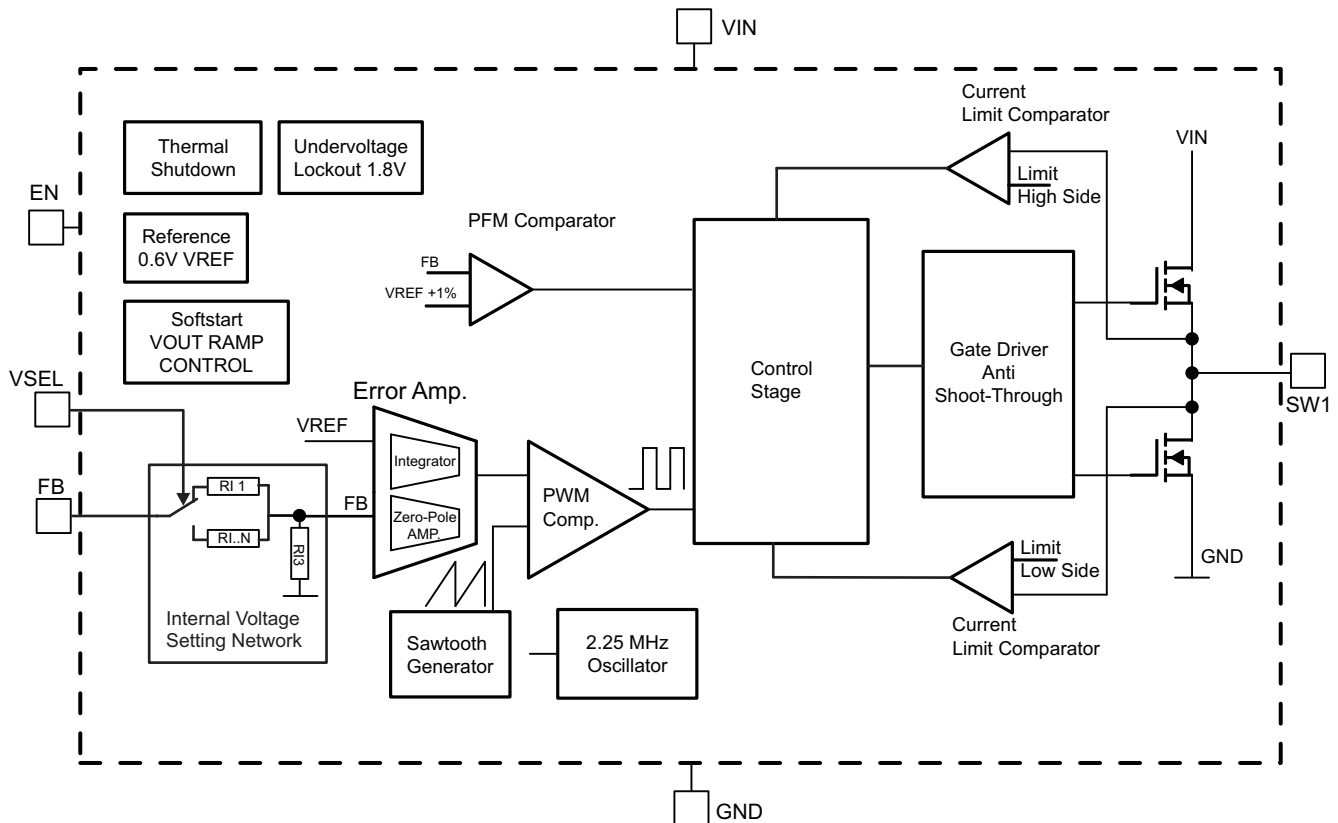 VIN
Current
Limit Comparator
Thermal
Shutdown
Undervoltage
Lockout 1.8V
VIN
Limit
High Side
EN
PFM Comparator
Reference
0.6V VREF
FB
VREF +1%
Softstart
VOUT RAMP
CONTROL
Control
Stage
Gate Driver
Anti
Shoot-Through
VSEL
SW1
Error Amp.
VREF
Integrator
FB
RI 1
FB
PWM
Comp.
Zero-Pole
AMP.
RI..N
RI3
Limit
Low Side
GND
Internal Voltage
Setting Network
Sawtooth
Generator
2.25 MHz
Oscillator
Current
Limit Comparator
GND